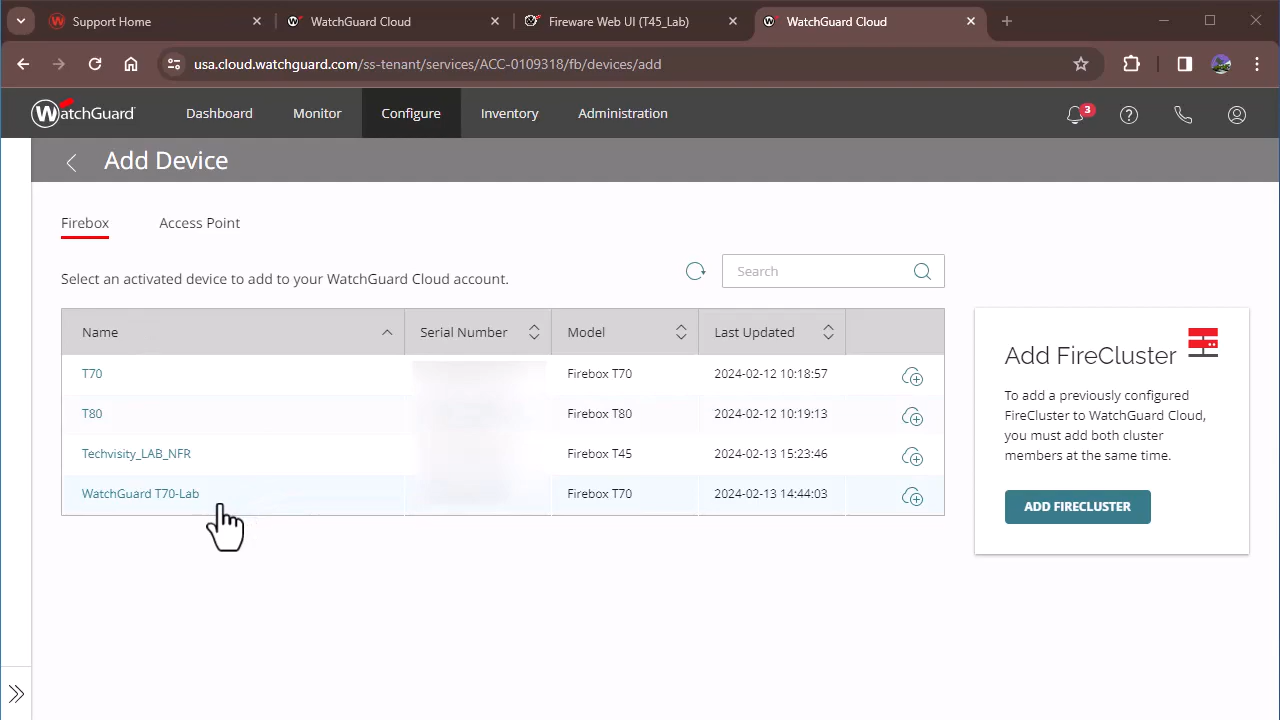 Support Home
WatchGuard Cloud
Fireware Web UI (T45_Lab)
WatchGuard Cloud
usa.cloud.watchguard.com/ss-tenant/services/ACC-0109318/fb/devices/add
WatchGuard
Dashboard
Monitor
Configure
Inventory
Administration
3
Add Device
Firebox
Access Point
Select an activated device to add to your WatchGuard Cloud account.
Search
Name
Serial Number
Model
Last Updated
T70
Firebox T70
2024-02-12 10:18:57
T80
Firebox T80
2024-02-12 10:19:13
Techvisity_LAB_NFR
Firebox T45
2024-02-13 15:23:46
WatchGuard T70-Lab
Firebox T70
2024-02-13 14:44:03
Add FireCluster
To add a previously configured
FireCluster to WatchGuard Cloud,
you must add both cluster
members at the same time.
ADD FIRECLUSTER